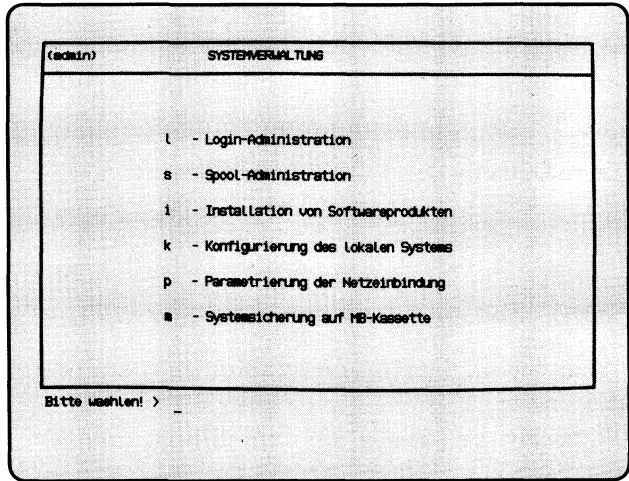 (admin) SYSTEMVERWALTUNG
l - Login-Administration
s - Spool-Administration
i - Installation von Softwareprodukten
k - Konfigurierung des lokalen Systems
p - Parametrierung der Netzeinbindung
m - Systemsicherung auf MB-Kassette
Bitte waehlen! > _